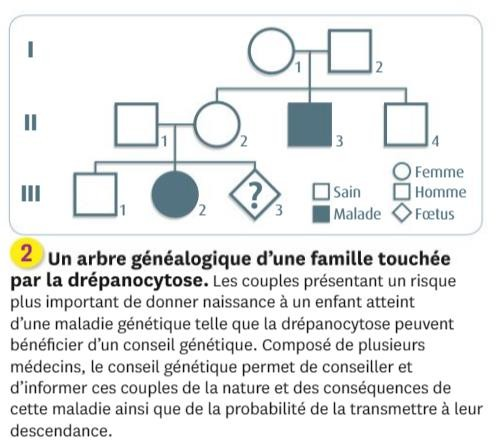 I
1
2
II
1
2
3
4
III
1
2
?
3
Femme
Sain
Homme
Malade
Fœtus
2 Un arbre généalogique d’une famille touchée
par la drépanocytose. Les couples présentant un risque
plus important de donner naissance à un enfant atteint
d’une maladie génétique telle que la drépanocytose peuvent
bénéficier d’un conseil génétique. Composé de plusieurs
médecins, le conseil génétique permet de conseiller et
d’informer ces couples de la nature et des conséquences de
cette maladie ainsi que de la probabilité de la transmettre à leur
descendance.